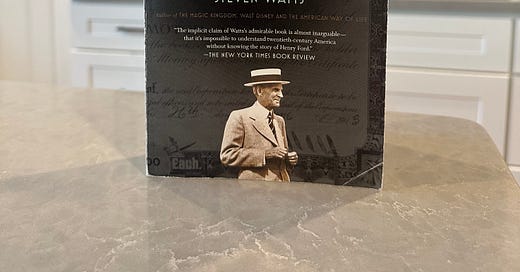 STEVEN WATTS
Author of THE MAGIC KINGDOM: WALT DISNEY AND THE AMERICAN WAY OF LIFE
"The implicit claim of Watts's admirable book is almost inarguable—
that it's impossible to understand twentieth-century America
without knowing the story of Henry Ford."
—THE NEW YORK TIMES BOOK REVIEW
Each.